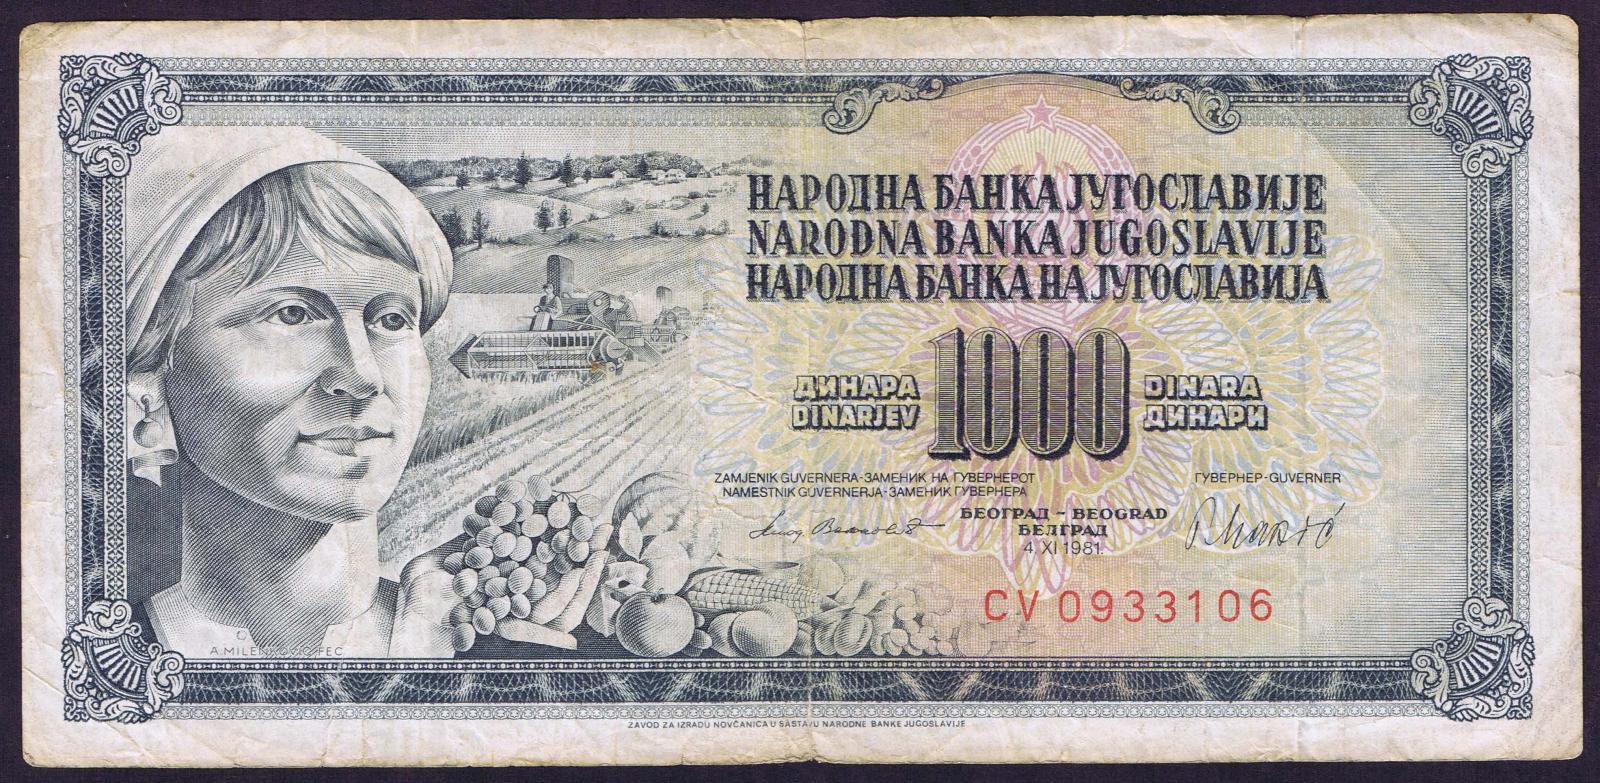 НАРОДНА БАНКА ЈУГОСЛАВИЈЕ
NARODNA BANKA JUGOSLAVIJE
НАРОДНА БАНКА НА ЈУГОСЛАВИЈА
1000
ДИНАРА
DINARJEV
DINARA
ДИНАРИ
ZAMJENIK GUVERNERA-ЗАМЕНИК НА ГУВЕРНЕРОТ
NAMESTNIK GUVERNERJA-ЗАМЕНИК ГУВЕРНЕРА
ГУВЕРНЕР-GUVERNER
БЕОГРАД - BEOGRAD
БЕЛГРАД
4. XI 1981.
CV 0933106
A.MILENKOVIĆ FEC
ZAVOD ZA IZRADU NOVČANICA U SASTAVU NARODNE BANKE JUGOSLAVIJE